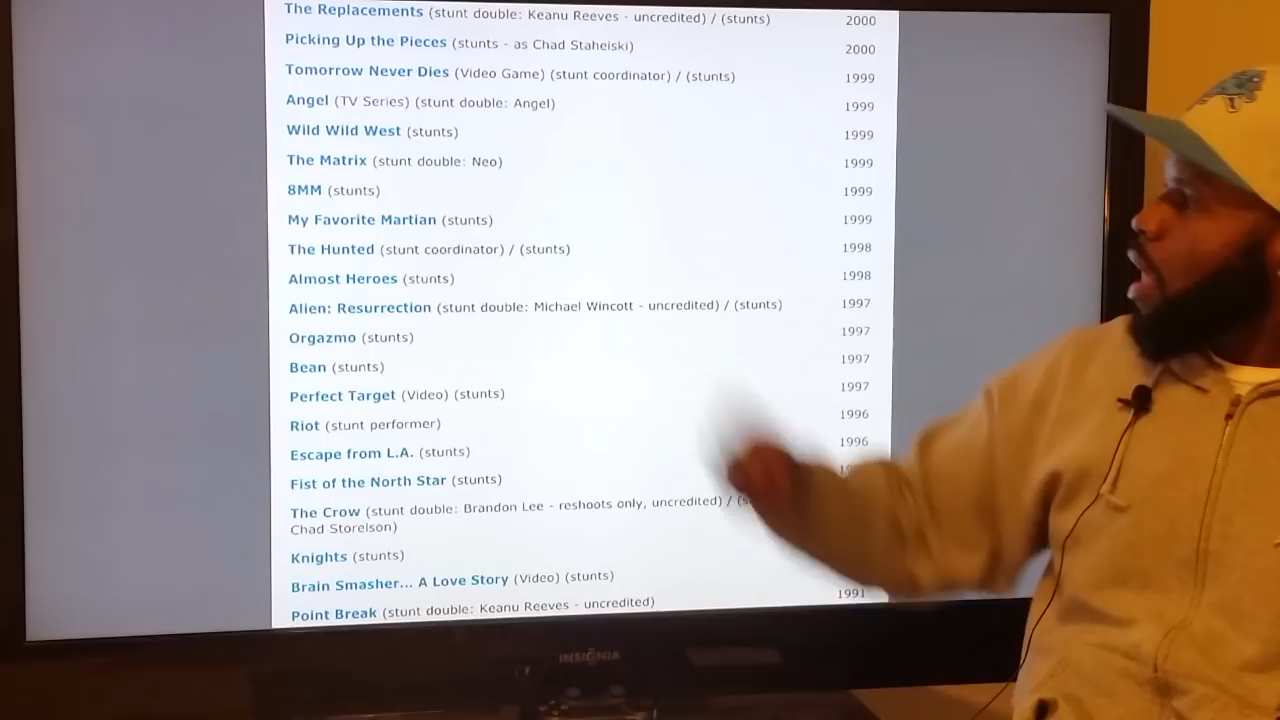 The Replacements (stunt double: Keanu Reeves - uncredited) / (stunts) 2000
Picking Up the Pieces (stunts - as Chad Staheiski) 2000
Tomorrow Never Dies (Video Game) (stunt coordinator) / (stunts) 1999
Angel (TV Series) (stunt double: Angel) 1999
Wild Wild West (stunts) 1999
The Matrix (stunt double: Neo) 1999
8MM (stunts) 1999
My Favorite Martian (stunts) 1999
The Hunted (stunt coordinator) / (stunts) 1998
Almost Heroes (stunts) 1998
Alien: Resurrection (stunt double: Michael Wincott - uncredited) / (stunts) 1997
Orgazmo (stunts) 1997
Bean (stunts) 1997
Perfect Target (Video) (stunts) 1997
Riot (stunt performer) 1996
Escape from L.A. (stunts) 1996
Fist of the North Star (stunts)
The Crow (stunt double: Brandon Lee - reshoots only, uncredited) /
Chad Storelson)
Knights (stunts)
Brain Smasher... A Love Story (Video) (stunts)
Point Break (stunt double: Keanu Reeves - uncredited) 1991
INSIGNIA